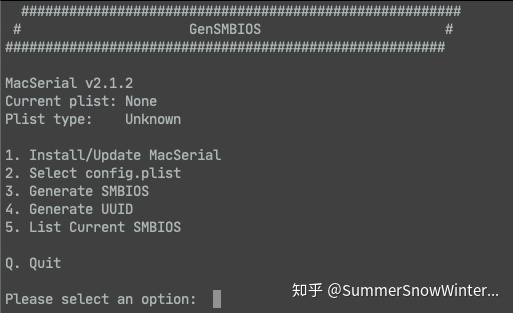 #######################################################
# GenSMBIOS #
#######################################################
MacSerial v2.1.2
Current plist: None
Plist type: Unknown
1. Install/Update MacSerial
2. Select config.plist
3. Generate SMBIOS
4. Generate UUID
5. List Current SMBIOS
Q. Quit
Please select an option:
知乎 @SummerSnowWinter...